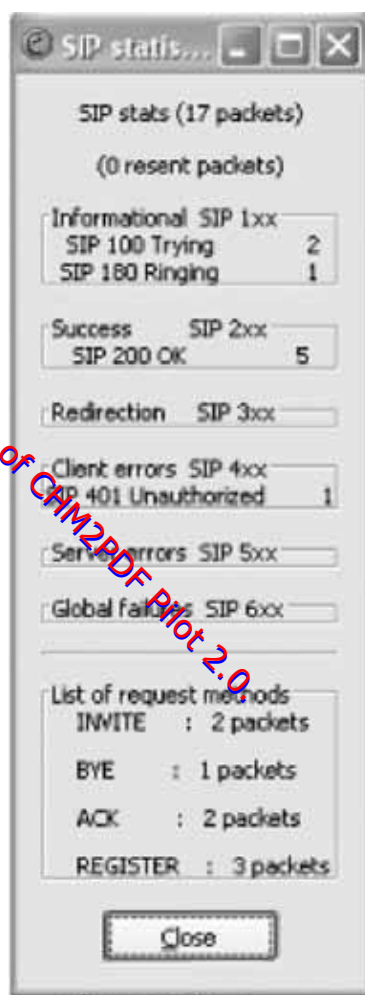 SIP statis...
SIP stats (17 packets)
(0 resent packets)
Informational SIP 1xx
SIP 100 Trying 2
SIP 180 Ringing 1
Success SIP 2xx
SIP 200 OK 5
Redirection SIP 3xx
Client errors SIP 4xx
SIP 401 Unauthorized 1
Server errors SIP 5xx
Global failures SIP 6xx
of CHM2PDF Pilot 2.0.
List of request methods
INVITE : 2 packets
BYE : 1 packets
ACK : 2 packets
REGISTER : 3 packets
Close